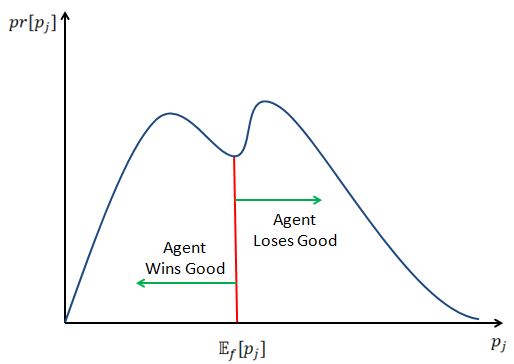 pr[p_j]
Agent
Loses Good
Agent
Wins Good
𝔼_f[p_j]
p_j